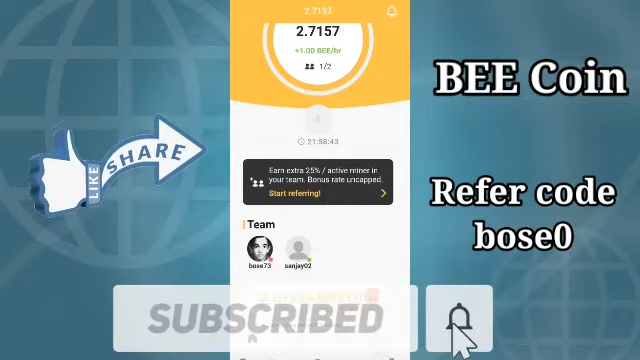 2.7157
2.7157
+1.00 BEE/hr
1/2
21:58:43
Earn extra 25% / active miner in
your team. Bonus rate uncapped.
Start referring!
Team
bose73
sanjay02
LIKE
SHARE
BEE Coin
Refer code
bose0
SUBSCRIBED